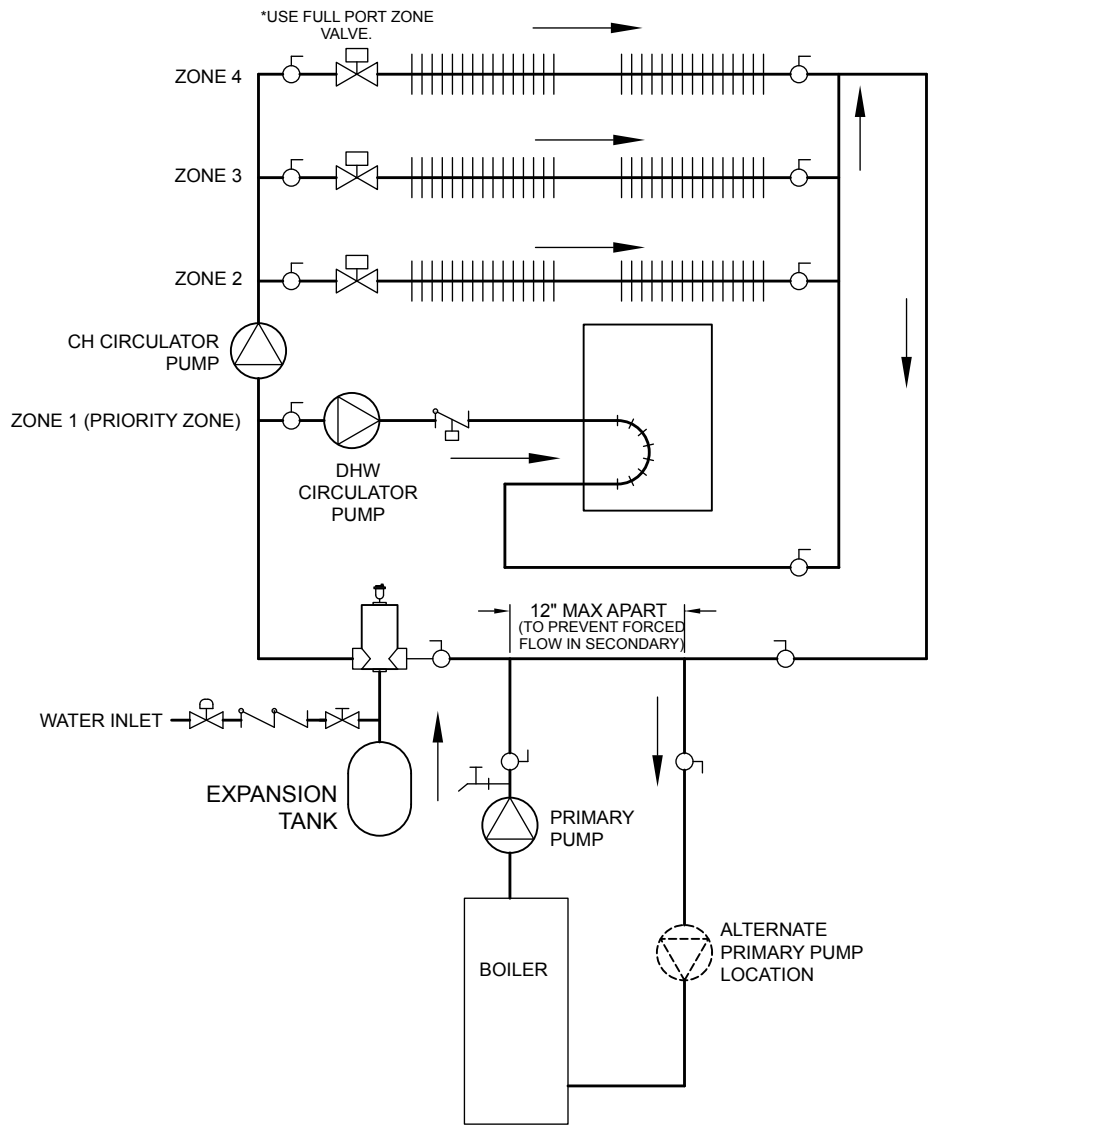 *USE FULL PORT ZONE
VALVE.
ZONE 4
ZONE 3
ZONE 2
CH CIRCULATOR
PUMP
ZONE 1 (PRIORITY ZONE)
DHW
CIRCULATOR
PUMP
12" MAX APART
(TO PREVENT FORCED
FLOW IN SECONDARY)
WATER INLET
EXPANSION
TANK
PRIMARY
PUMP
ALTERNATE
PRIMARY PUMP
LOCATION
BOILER